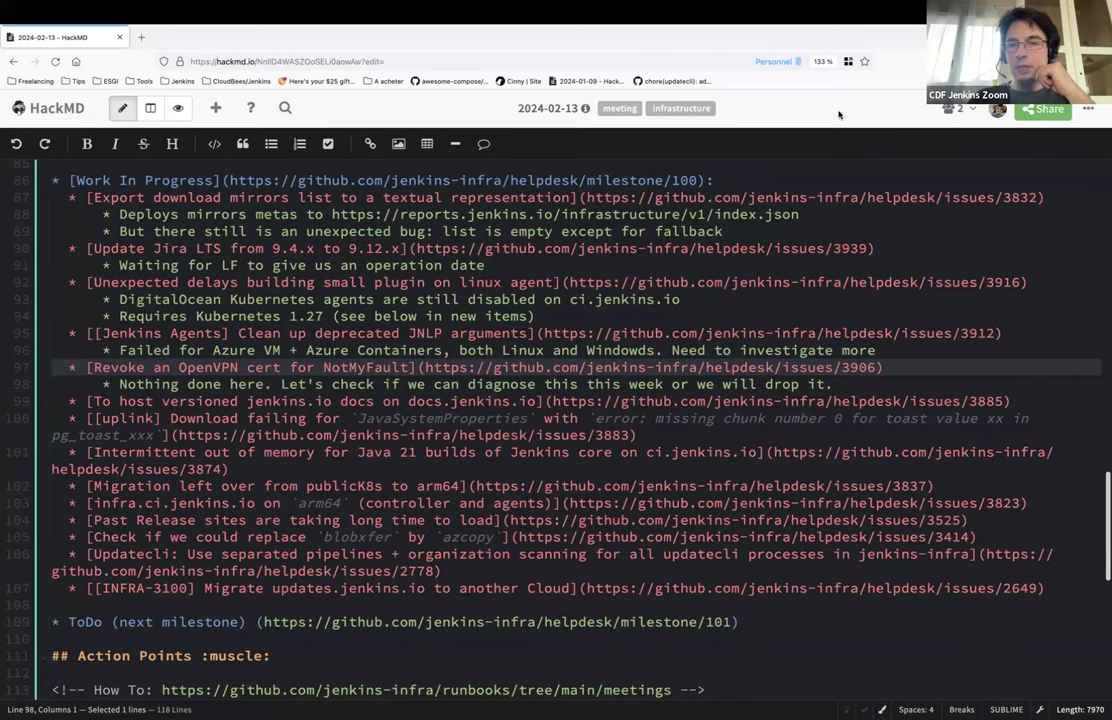 2024-02-13 - HackMD
https://hackmd.io/NnIID4WASZOoSELi0aowAw?edit=
Personnel
133 %
Freelancing
Tips
ESGI
Tools
Jenkins
CloudBees/Jenkins
Here's your $25 gift...
A acheter
awesome-compose/...
Cinny | Site
2024-01-09 - HackMD
chore(updatecli): ad...
CDF Jenkins Zoom
HackMD
2024-02-13
meeting
infrastructure
2
Share
85
86 * [Work In Progress](https://github.com/jenkins-infra/helpdesk/milestone/100):
87 * [Export download mirrors list to a textual representation](https://github.com/jenkins-infra/helpdesk/issues/3832)
88 * Deploys mirrors metas to https://reports.jenkins.io/infrastructure/v1/index.json
89 * But there still is an unexpected bug: list is empty except for fallback
90 * [Update Jira LTS from 9.4.x to 9.12.x](https://github.com/jenkins-infra/helpdesk/issues/3939)
91 * Waiting for LF to give us an operation date
92 * [Unexpected delays building small plugin on linux agent](https://github.com/jenkins-infra/helpdesk/issues/3916)
93 * DigitalOcean Kubernetes agents are still disabled on ci.jenkins.io
94 * Requires Kubernetes 1.27 (see below in new items)
95 * [[Jenkins Agents] Clean up deprecated JNLP arguments](https://github.com/jenkins-infra/helpdesk/issues/3912)
96 * Failed for Azure VM + Azure Containers, both Linux and Windowds. Need to investigate more
97 * [Revoke an OpenVPN cert for NotMyFault](https://github.com/jenkins-infra/helpdesk/issues/3906)
98 * Nothing done here. Let's check if we can diagnose this this week or we will drop it.
99 * [To host versioned jenkins.io docs on docs.jenkins.io](https://github.com/jenkins-infra/helpdesk/issues/3885)
100 * [[uplink] Download failing for `JavaSystemProperties` with `error: missing chunk number 0 for toast value xx in
pg_toast_xxx`](https://github.com/jenkins-infra/helpdesk/issues/3883)
101 * [Intermittent out of memory for Java 21 builds of Jenkins core on ci.jenkins.io](https://github.com/jenkins-infra/
helpdesk/issues/3874)
102 * [Migration left over from publicK8s to arm64](https://github.com/jenkins-infra/helpdesk/issues/3837)
103 * [infra.ci.jenkins.io on `arm64` (controller and agents)](https://github.com/jenkins-infra/helpdesk/issues/3823)
104 * [Past Release sites are taking long time to load](https://github.com/jenkins-infra/helpdesk/issues/3525)
105 * [Check if we could replace `blobxfer` by `azcopy`](https://github.com/jenkins-infra/helpdesk/issues/3414)
106 * [Updatecli: Use separated pipelines + organization scanning for all updatecli processes in jenkins-infra](https://
github.com/jenkins-infra/helpdesk/issues/2778)
107 * [[INFRA-3100] Migrate updates.jenkins.io to another Cloud](https://github.com/jenkins-infra/helpdesk/issues/2649)
108
109 * ToDo (next milestone) (https://github.com/jenkins-infra/helpdesk/milestone/101)
110
111 ## Action Points :muscle:
112
113 <!-- How To: https://github.com/jenkins-infra/runbooks/tree/main/meetings -->
Line 98, Columns 1 — Selected 1 lines — 118 Lines
Spaces: 4
Breaks
SUBLIME
Length: 7970